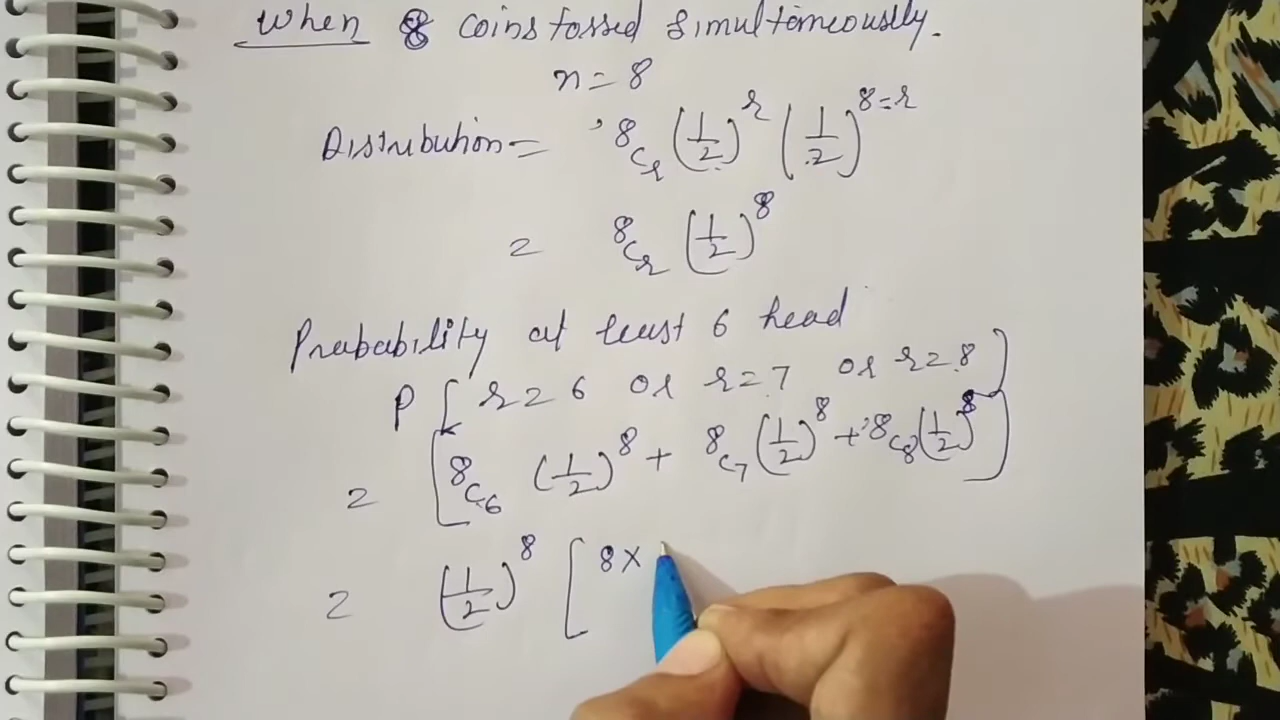 When 8 coins tossed simultaneously.
n = 8
Distribution = ⁸Cᵣ (1/2)ʳ (1/2)⁸⁻ʳ
= ⁸Cᵣ (1/2)⁸
Probability at least 6 head
P [ r = 6 or r = 7 or r = 8 ]
= [ ⁸C₆ (1/2)⁸ + ⁸C₇ (1/2)⁸ + ⁸C₈ (1/2)⁸ ]
= (1/2)⁸ [ 8 ×